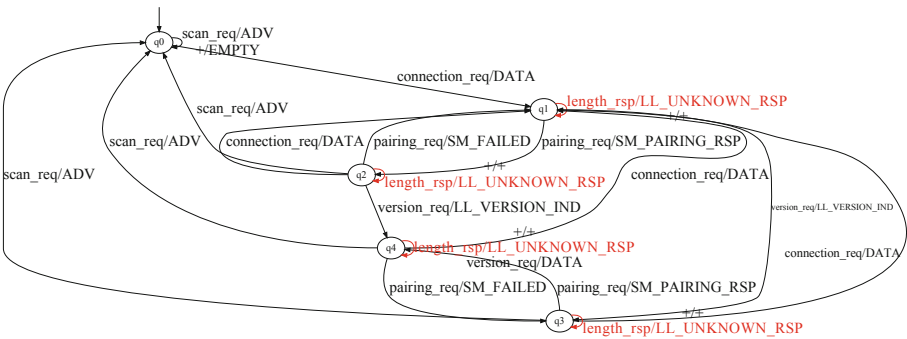 scan_req/ADV
q0
+/EMPTY
connection_req/DATA
length_rsp/LL_UNKNOWN_RSP
q1
scan_req/ADV
+/+
scan_req/ADV
connection_req/DATA
pairing_req/SM_FAILED
pairing_req/SM_PAIRING_RSP
+/+
scan_req/ADV
q2
connection_req/DATA
length_rsp/LL_UNKNOWN_RSP
version_req/LL_VERSION_IND
version_req/LL_VERSION_IND
+/+
q4
length_rsp/LL_UNKNOWN_RSP
connection_req/DATA
version_req/DATA
pairing_req/SM_FAILED
pairing_req/SM_PAIRING_RSP
+/+
q3
length_rsp/LL_UNKNOWN_RSP